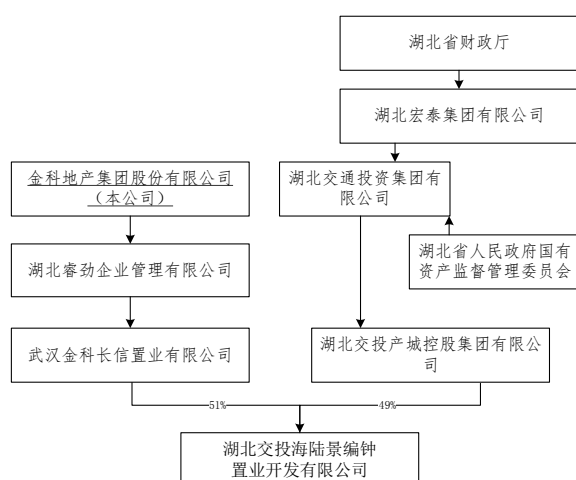 湖北省财政厅
湖北宏泰集团有限公司
金科地产集团股份有限公司
（本公司）
湖北交通投资集团有
限公司
湖北省人民政府国有
资产监督管理委员会
湖北睿劲企业管理有限公司
武汉金科长信置业有限公司
湖北交投产城控股集团有限公
司
51%
49%
湖北交投海陆景编钟
置业开发有限公司